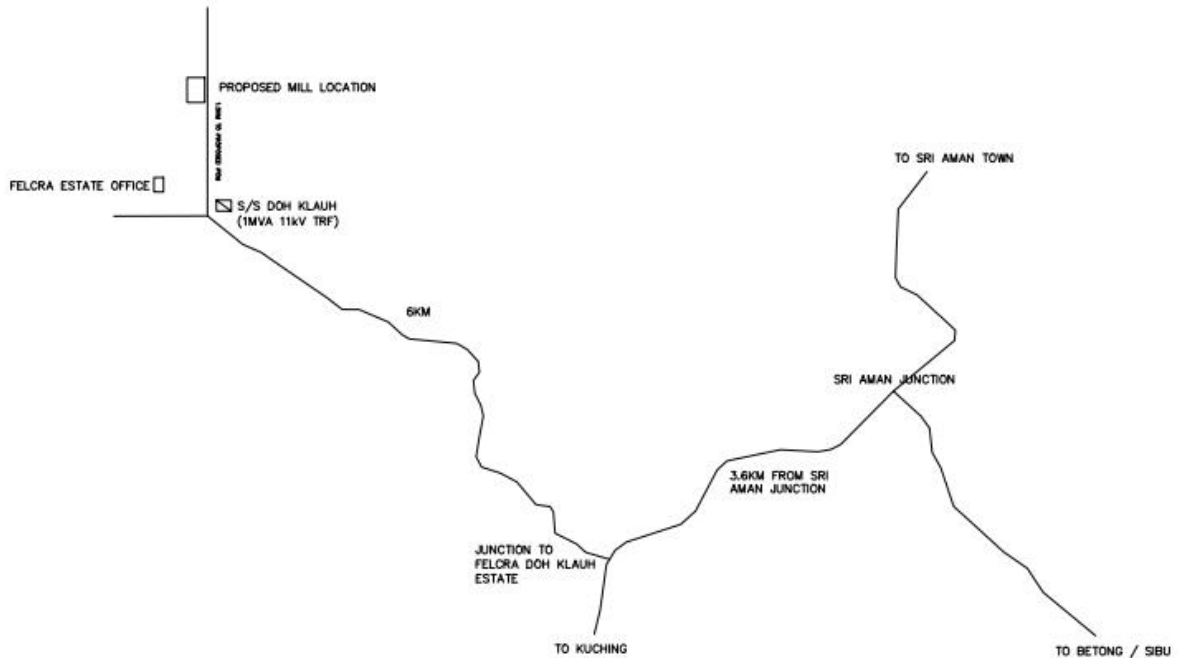 PROPOSED MILL LOCATION
TO SRI AMAN TOWN
FELCRA ESTATE OFFICE
S/S DOH KLAUH
(1MVA 11kV TRF)
6KM
SRI AMAN JUNCTION
3.6KM FROM SRI
AMAN JUNCTION
JUNCTION TO
FELCRA DOH KLAUH
ESTATE
TO KUCHING
TO BETONG / SIBU